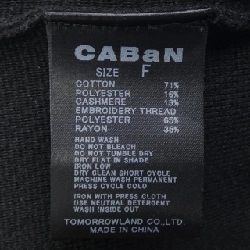 CABaN
SIZE F
COTTON 71%
POLYESTER 16%
CASHMERE 13%
EMBROIDERY THREAD
POLYESTER 65%
RAYON 35%
HAND WASH
DO NOT BLEACH
DO NOT TUMBLE DRY
DRY FLAT IN SHADE
IRON LOW
DRY CLEAN SHORT CYCLE
MACHINE WASH PERMANENT
PRESS CYCLE COLD
IRON WITH PRESS CLOTH
USE NEUTRAL DETERGENT
WASH INSIDE OUT
TOMORROWLAND CO.,LTD
MADE IN CHINA